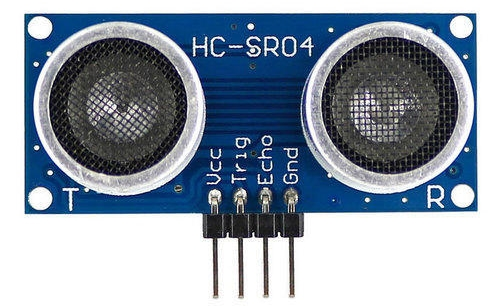 HC-SR04
Vcc
Trig
Echo
Gnd
T
R